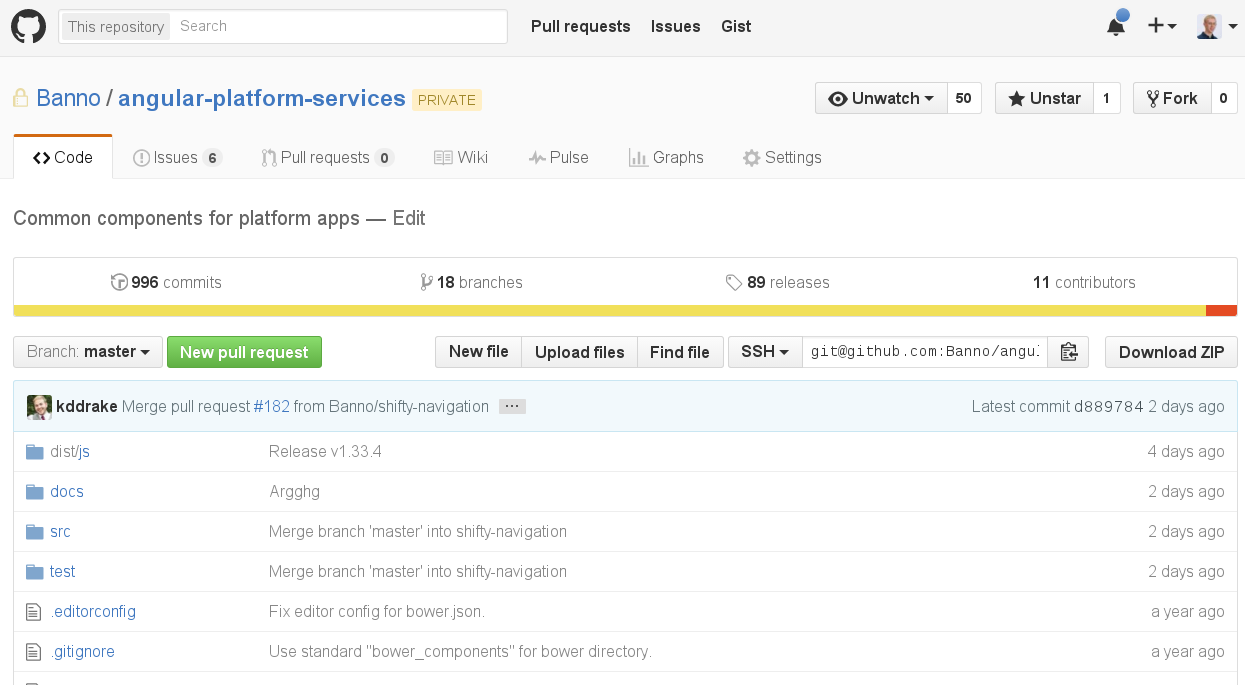 This repository Search Pull requests Issues Gist
Banno / angular-platform-services PRIVATE Unwatch 50 Unstar 1 Fork 0
Code Issues 6 Pull requests 0 Wiki Pulse Graphs Settings
Common components for platform apps — Edit
996 commits 18 branches 89 releases 11 contributors
Branch: master New pull request New file Upload files Find file SSH git@github.com:Banno/angul Download ZIP
kddrake Merge pull request #182 from Banno/shifty-navigation … Latest commit d889784 2 days ago
dist/js Release v1.33.4 4 days ago
docs Argghg 2 days ago
src Merge branch 'master' into shifty-navigation 2 days ago
test Merge branch 'master' into shifty-navigation 2 days ago
.editorconfig Fix editor config for bower.json. a year ago
.gitignore Use standard "bower_components" for bower directory. a year ago